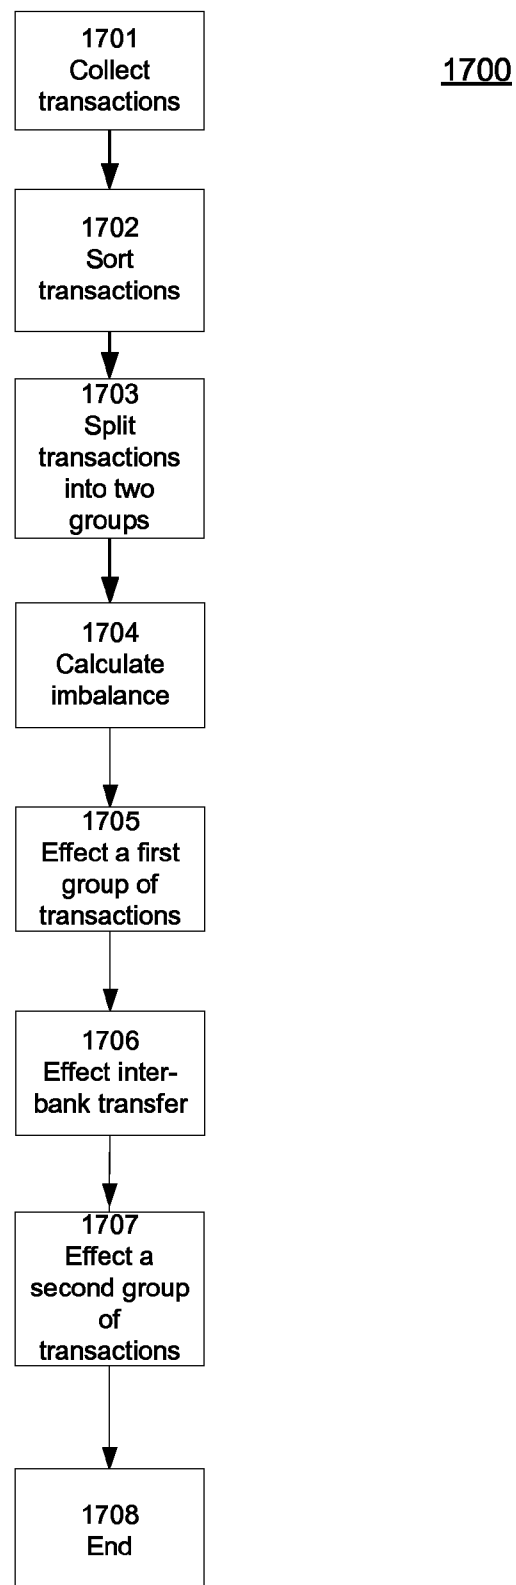 1701
Collect
transactions
1700
1702
Sort
transactions
1703
Split
transactions
into two
groups
1704
Calculate
imbalance
1705
Effect a first
group of
transactions
1706
Effect inter-
bank transfer
1707
Effect a
second group
of
transactions
1708
End